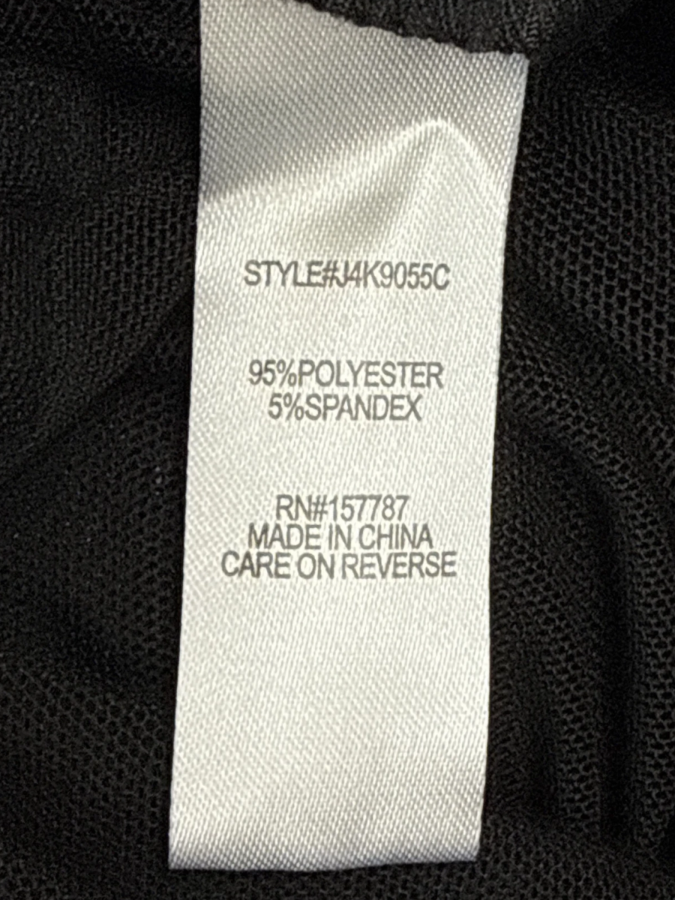 STYLE#J4K9055C
95%POLYESTER
5%SPANDEX
RN#157787
MADE IN CHINA
CARE ON REVERSE